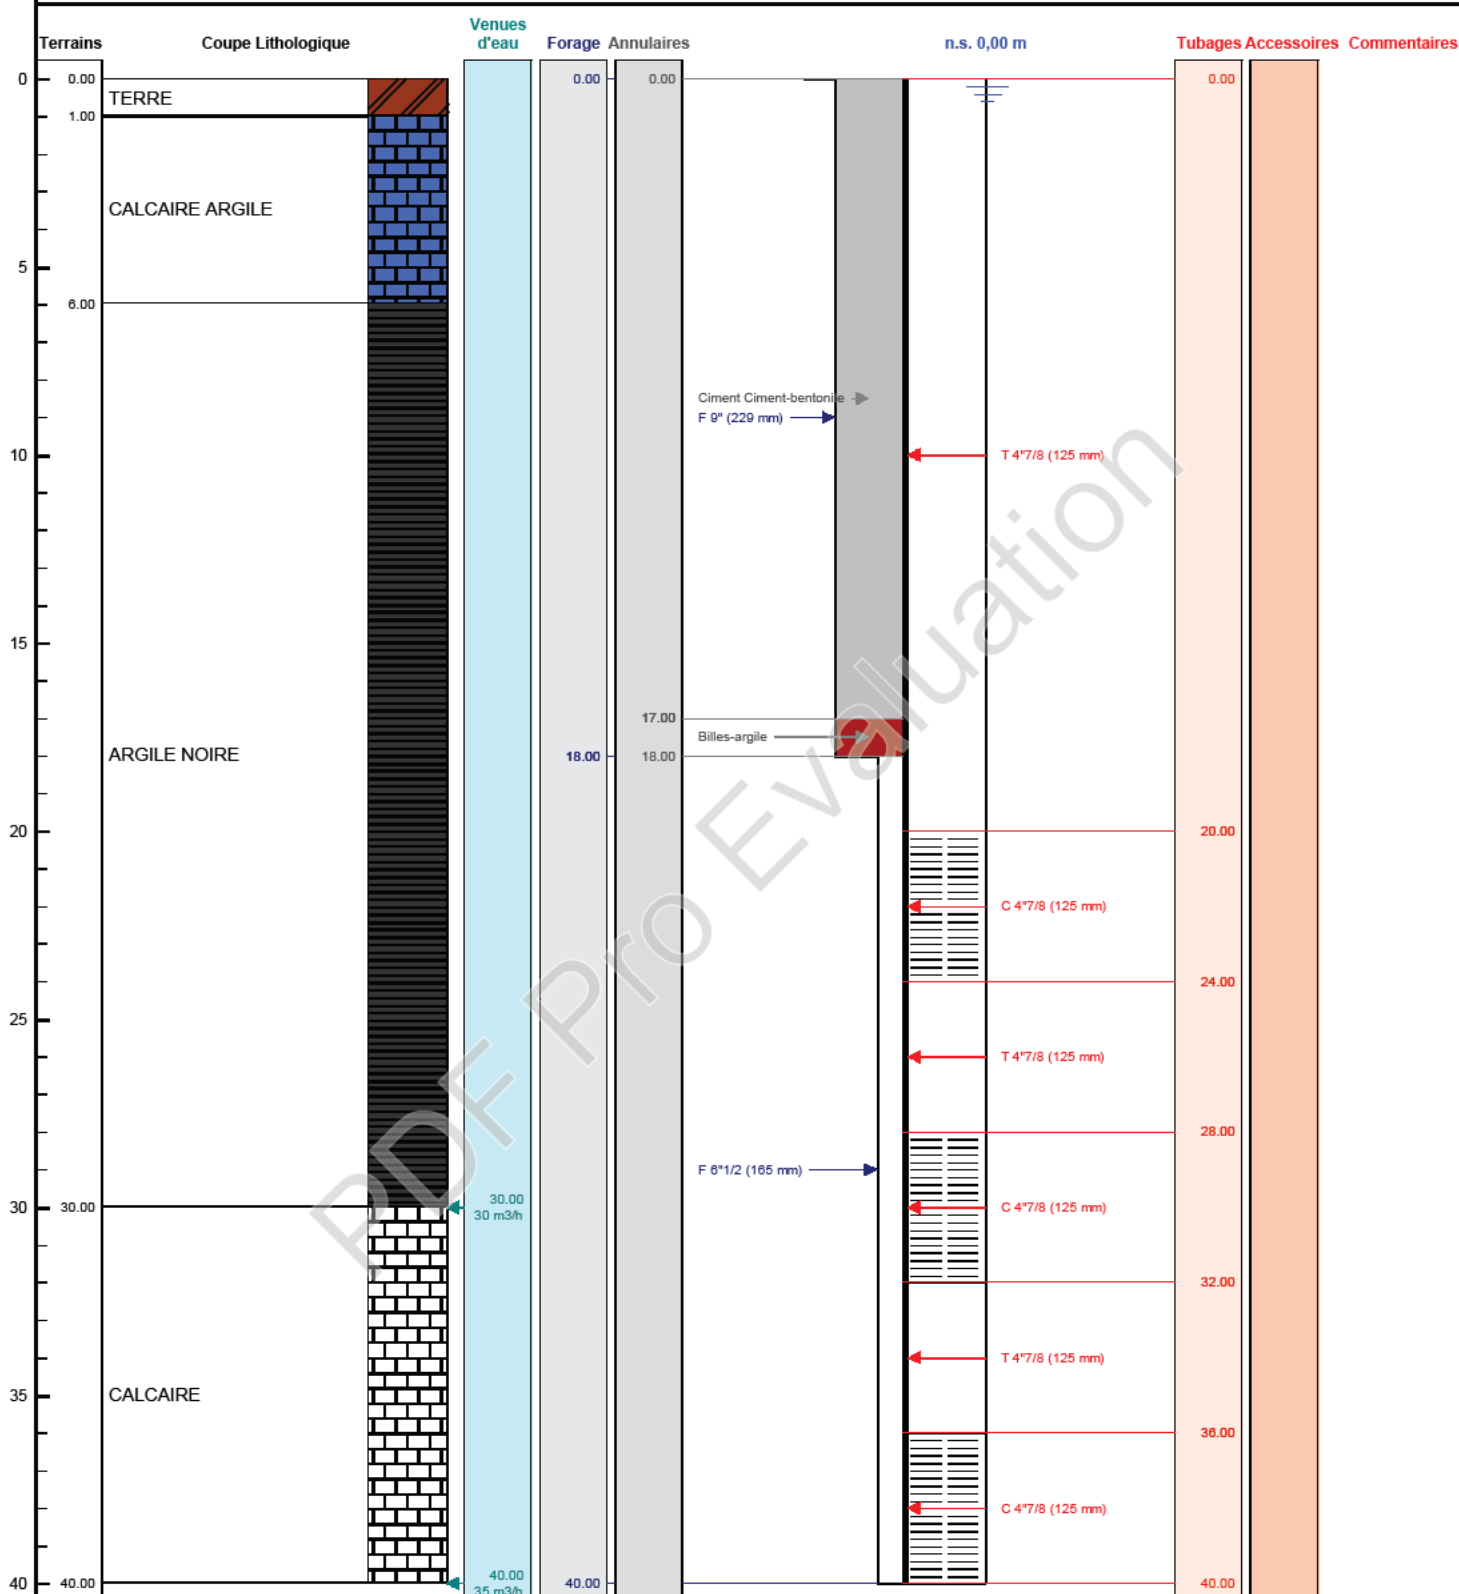 Terrains Coupe Lithologique Venues d'eau Forage Annulaires n.s. 0,00 m Tubages Accessoires Commentaires
0 0.00 0.00 0.00 0.00
TERRE
1.00
CALCAIRE ARGILE
5
6.00
Ciment Ciment-bentonite
F 9" (229 mm)
10 T 4"7/8 (125 mm)
15
17.00
Billes-argile
ARGILE NOIRE 18.00 18.00
20 20.00
C 4"7/8 (125 mm)
24.00
25
T 4"7/8 (125 mm)
28.00
F 6"1/2 (165 mm)
30 30.00 30.00 C 4"7/8 (125 mm)
30 m3/h
32.00
T 4"7/8 (125 mm)
35 CALCAIRE
36.00
C 4"7/8 (125 mm)
40 40.00 40.00 40.00 40.00
35 m3/h
PDF Pro Evaluation